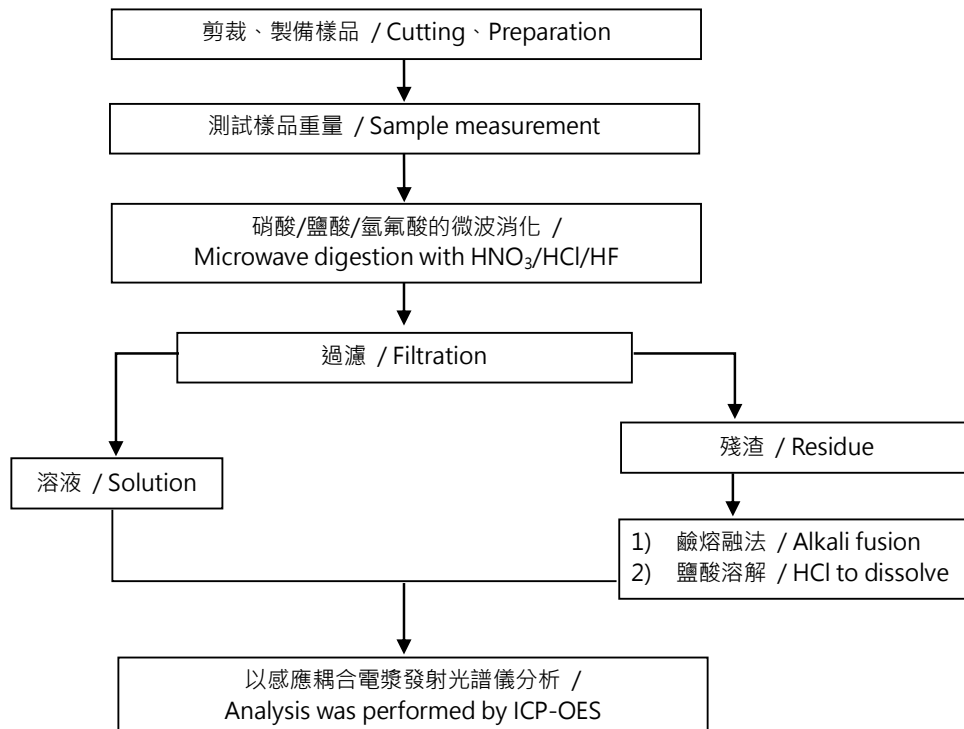 剪裁、製備樣品 / Cutting、Preparation
測試樣品重量 / Sample measurement
硝酸/鹽酸/氫氟酸的微波消化 /
Microwave digestion with HNO₃/HCl/HF
過濾 / Filtration
溶液 / Solution
殘渣 / Residue
1) 鹼熔融法 / Alkali fusion
2) 鹽酸溶解 / HCl to dissolve
以感應耦合電漿發射光譜儀分析 /
Analysis was performed by ICP-OES